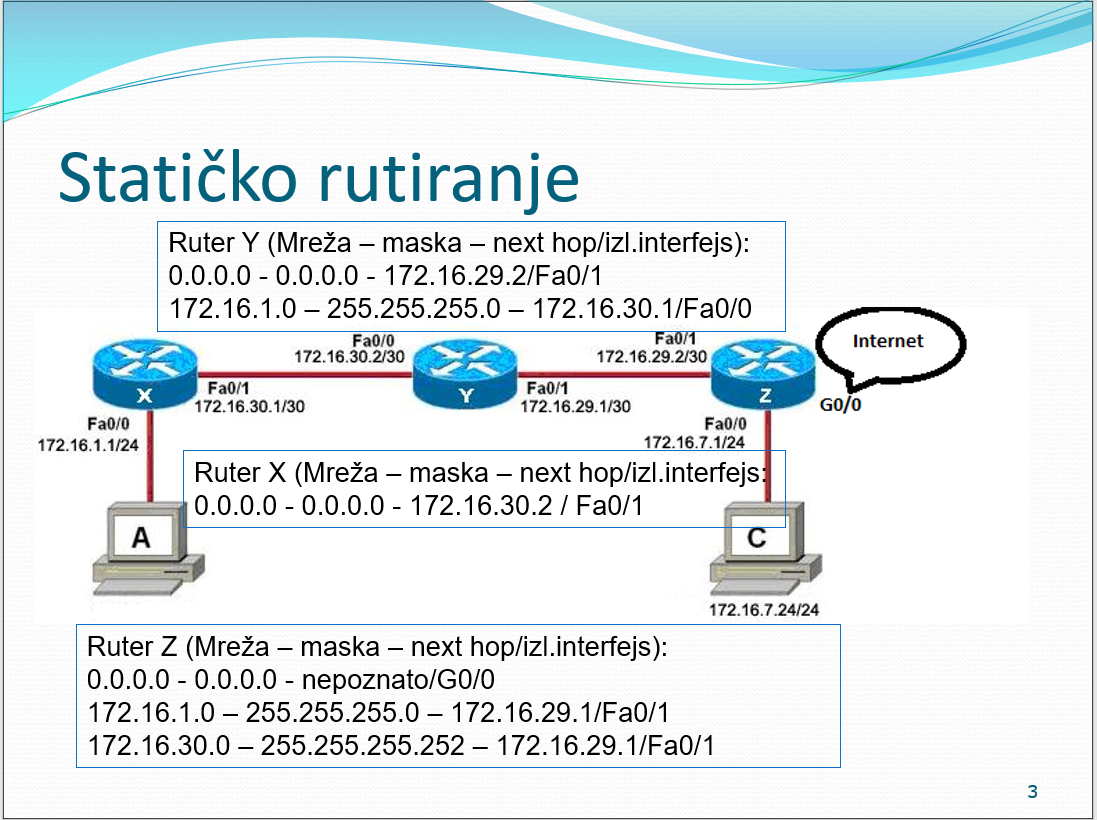 Statičko rutiranje
Ruter Y (Mreža – maska – next hop/izl.interfejs):
0.0.0.0 - 0.0.0.0 - 172.16.29.2/Fa0/1
172.16.1.0 – 255.255.255.0 – 172.16.30.1/Fa0/0
Fa0/0
172.16.30.2/30
Fa0/1
172.16.29.2/30
Internet
X
Y
Z
Fa0/1
172.16.30.1/30
Fa0/1
172.16.29.1/30
G0/0
Fa0/0
172.16.1.1/24
Fa0/0
172.16.7.1/24
Ruter X (Mreža – maska – next hop/izl.interfejs:
0.0.0.0 - 0.0.0.0 - 172.16.30.2 / Fa0/1
A
C
172.16.7.24/24
Ruter Z (Mreža – maska – next hop/izl.interfejs):
0.0.0.0 - 0.0.0.0 - nepoznato/G0/0
172.16.1.0 – 255.255.255.0 – 172.16.29.1/Fa0/1
172.16.30.0 – 255.255.255.252 – 172.16.29.1/Fa0/1
3